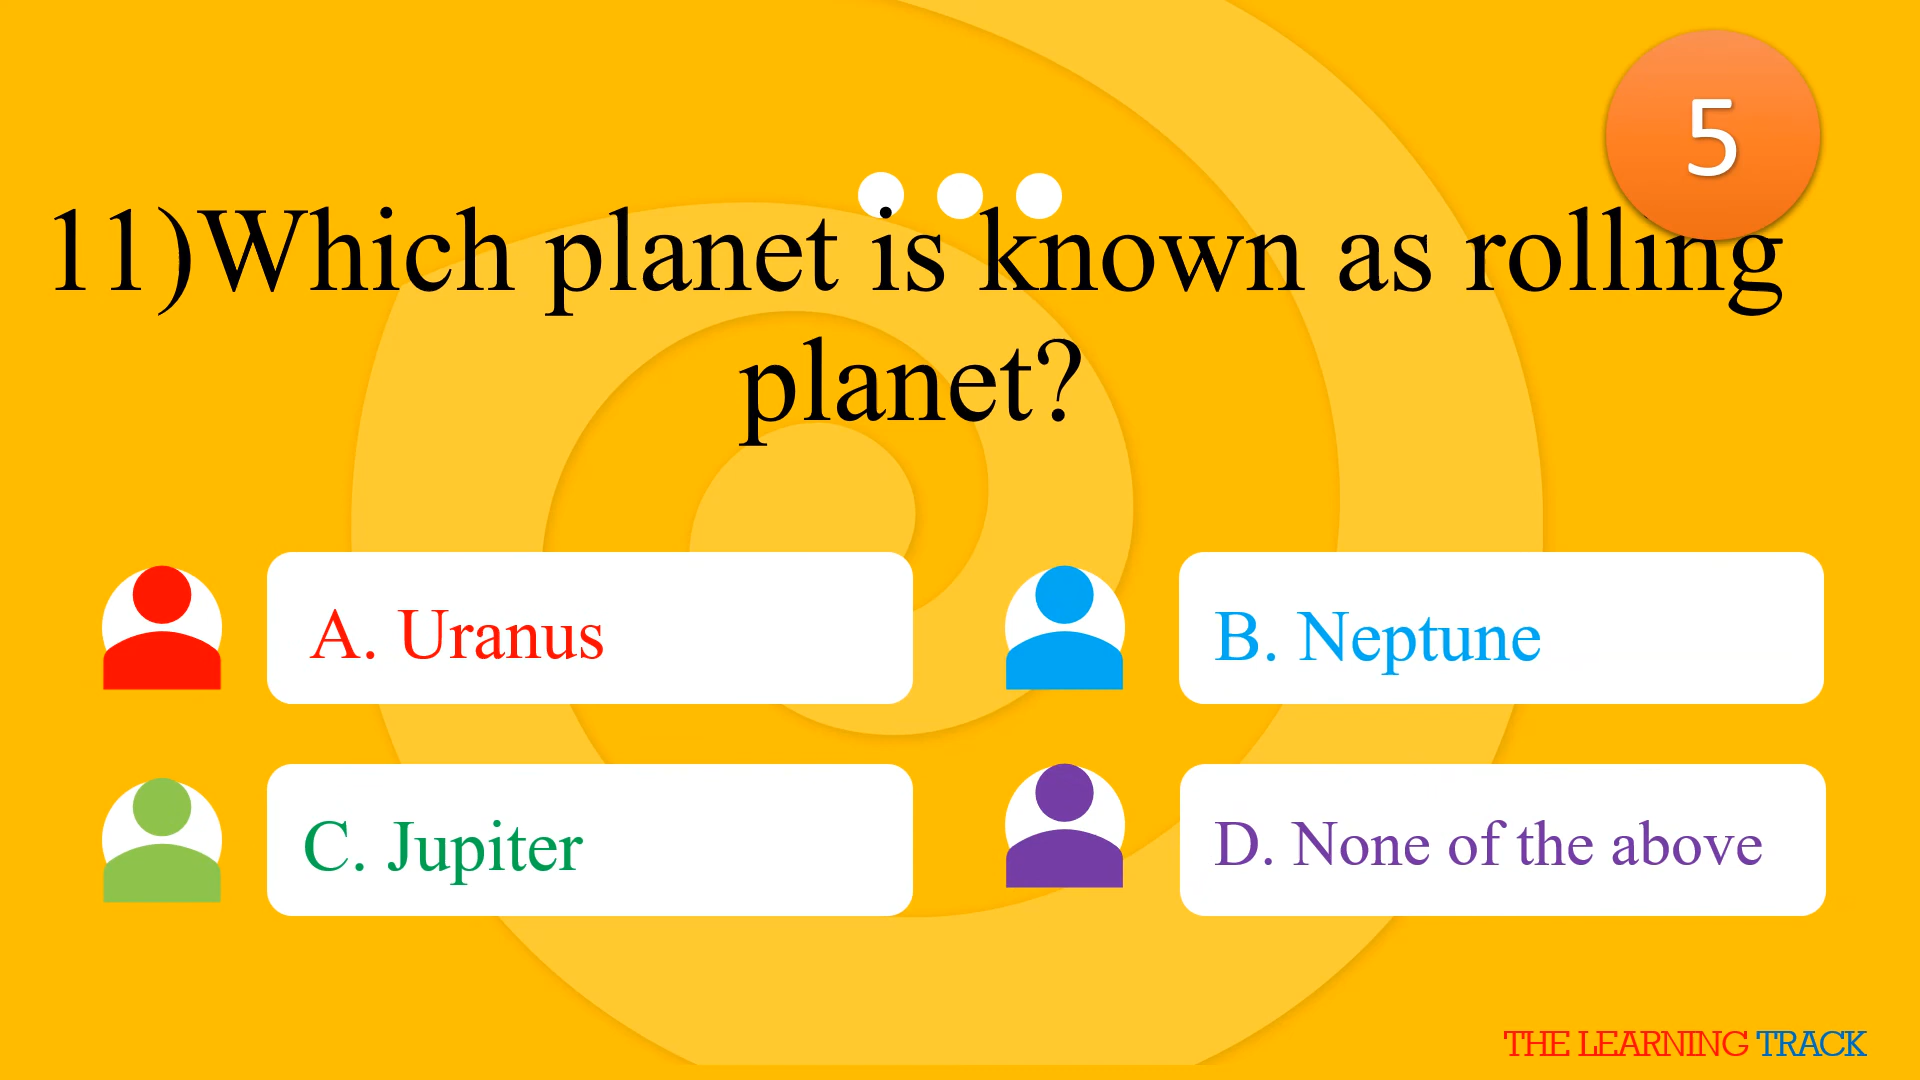 5
11)Which planet is known as rolling
planet?
A. Uranus
B. Neptune
C. Jupiter
D. None of the above
THE LEARNING TRACK